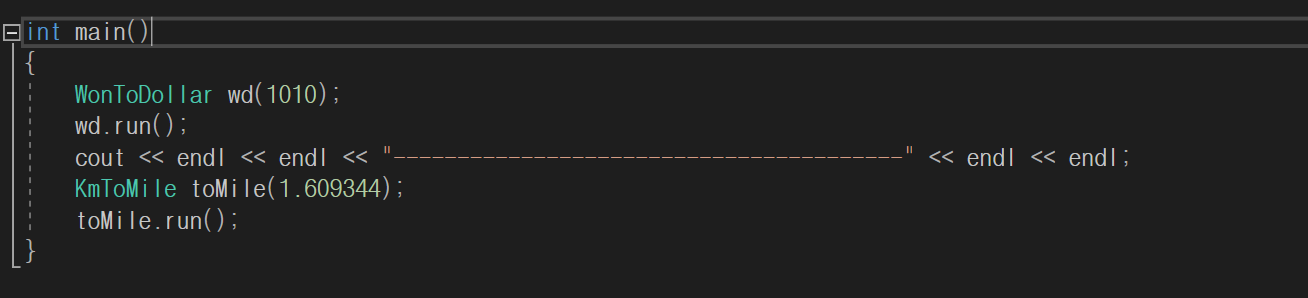 int main()
{
    WonToDollar wd(1010);
    wd.run();
    cout << endl << endl << "----------------------------------------" << endl << endl;
    KmToMile toMile(1.609344);
    toMile.run();
}